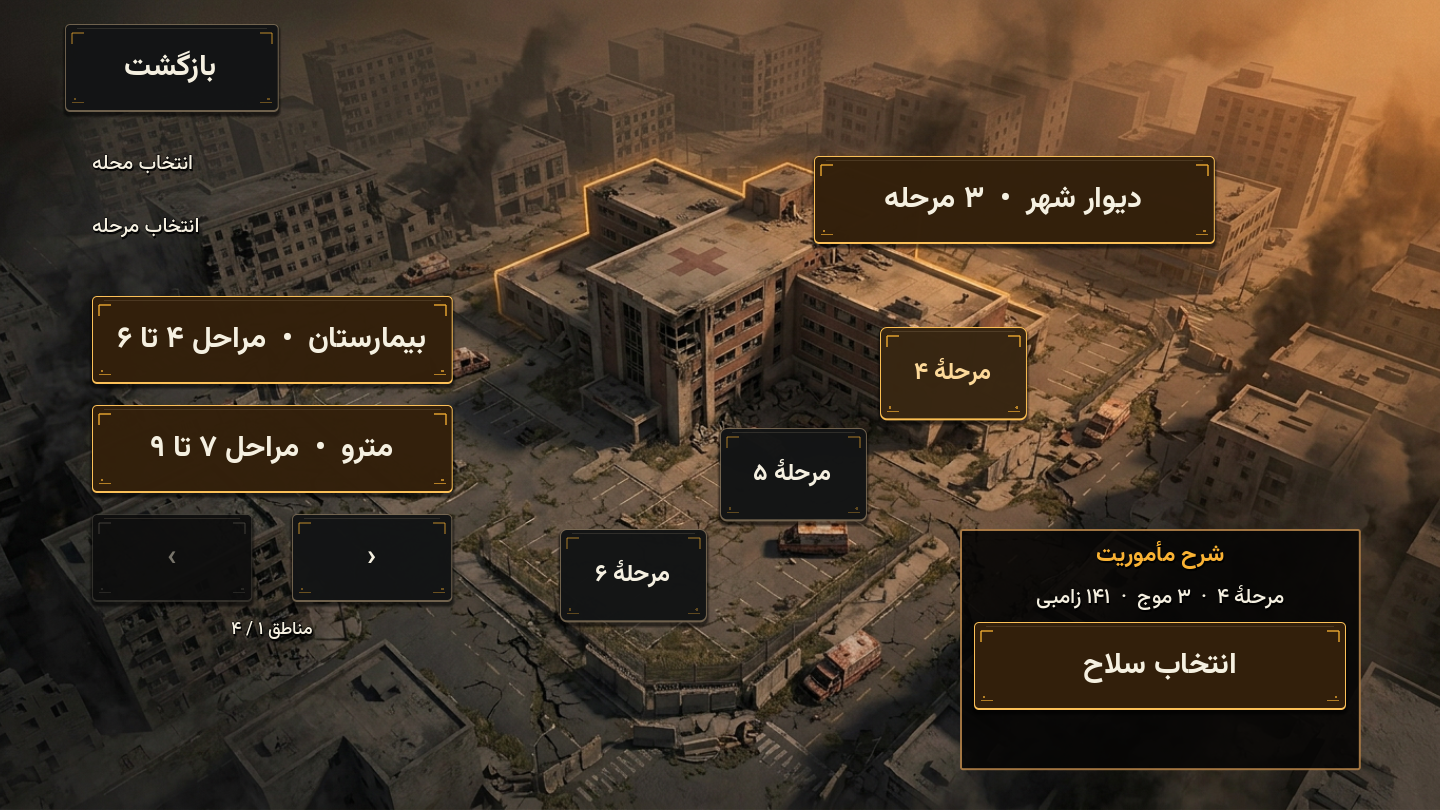 بازگشت
انتخاب محله
انتخاب مرحله
دیوار شهر • ۳ مرحله
بیمارستان • مراحل ۴ تا ۶
مترو • مراحل ۷ تا ۹
‹ ›
مناطق ۱ / ۴
مرحلهٔ ۴
مرحلهٔ ۵
مرحلهٔ ۶
شرح مأموریت
مرحلهٔ ۴ · ۳ موج · ۱۴۱ زامبی
انتخاب سلاح